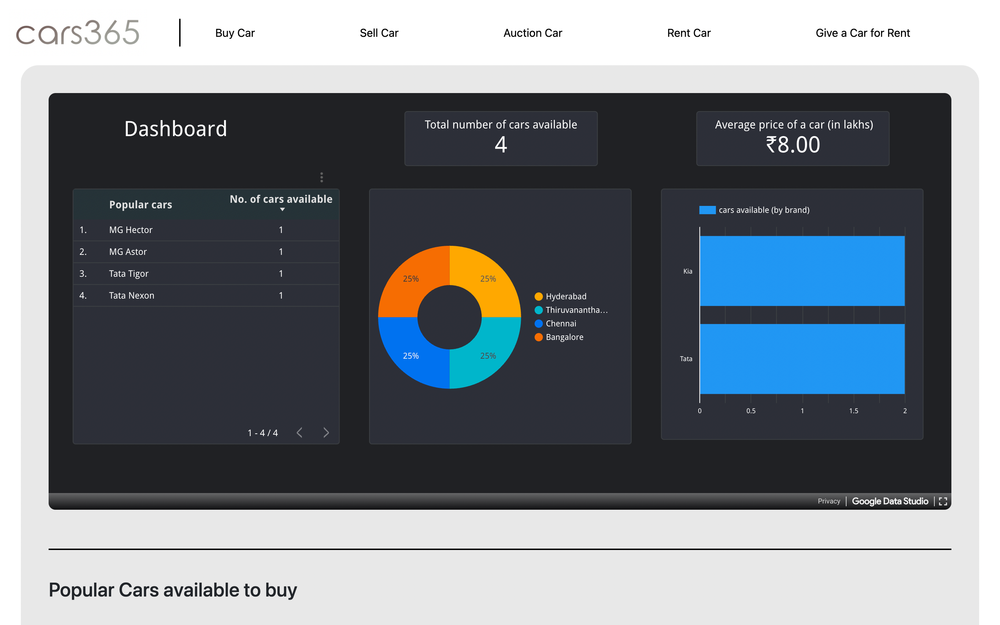 cars365
Buy Car
Sell Car
Auction Car
Rent Car
Give a Car for Rent
Dashboard
Total number of cars available
4
Average price of a car (in lakhs)
₹8.00
Popular cars No. of cars available
1. MG Hector 1
2. MG Astor 1
3. Tata Tigor 1
4. Tata Nexon 1
1 - 4 / 4
25%
25%
25%
25%
Hyderabad
Thiruvanantha...
Chennai
Bangalore
cars available (by brand)
Kia
Tata
0 0.5 1 1.5 2
Privacy
Google Data Studio
Popular Cars available to buy